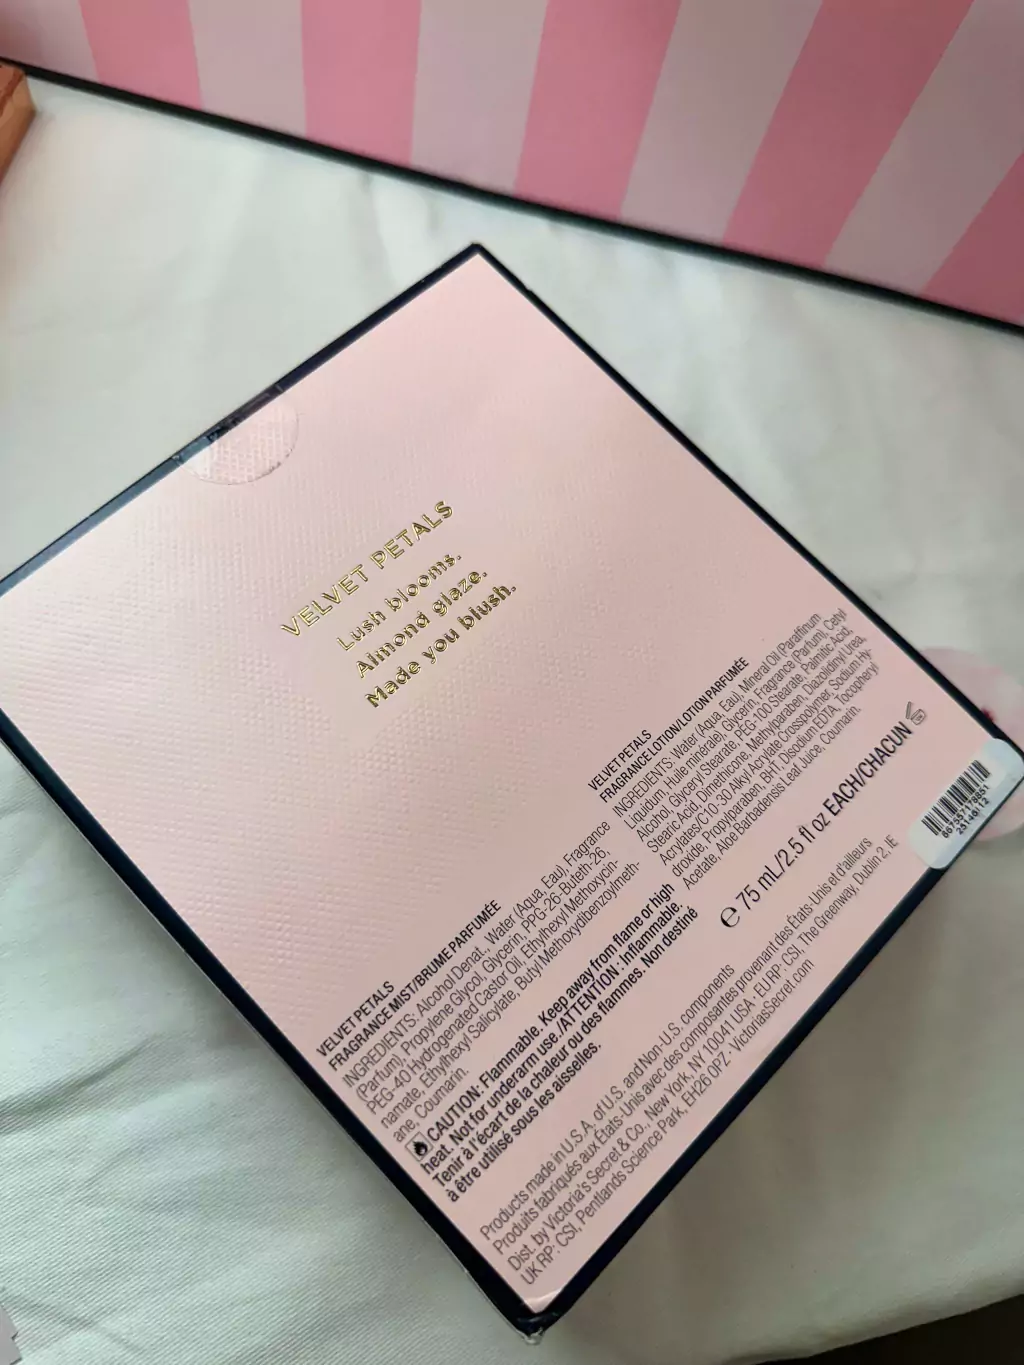 VELVET PETALS
Lush blooms.
Almond glaze.
Made you blush.
VELVET PETALS
FRAGRANCE MIST/BRUME PARFUMÉE
INGREDIENTS: Alcohol Denat., Water (Aqua, Eau), Fragrance
(Parfum), Propylene Glycol, Glycerin, PPG-26-Buteth-26,
PEG-40 Hydrogenated Castor Oil, Ethylhexyl Methoxycin-
namate, Ethylhexyl Salicylate, Butyl Methoxydibenzoylmeth-
ane, Coumarin.
CAUTION: Flammable. Keep away from flame or high
heat. Not for underarm use./ATTENTION : Inflammable.
Tenir à l'écart de la chaleur ou des flammes. Non destiné
à être utilisé sous les aisselles.
VELVET PETALS
FRAGRANCE LOTION/LOTION PARFUMÉE
INGREDIENTS: Water (Aqua, Eau), Mineral Oil (Paraffinum
Liquidum, Huile minérale), Glycerin, Fragrance (Parfum), Cetyl
Alcohol, Glyceryl Stearate, PEG-100 Stearate, Palmitic Acid,
Stearic Acid, Dimethicone, Methylparaben, Diazolidinyl Urea,
Acrylates/C10-30 Alkyl Acrylate Crosspolymer, Sodium Hy-
droxide, Propylparaben, BHT, Disodium EDTA, Tocopheryl
Acetate, Aloe Barbadensis Leaf Juice, Coumarin.
e 75 mL/2.5 fl oz EACH/CHACUN
667557178851
25146112
Products made in U.S.A. of U.S. and Non-U.S. components
Produits fabriqués aux États-Unis avec des composantes provenant des États-Unis et d'ailleurs
Dist. by Victoria's Secret & Co., New York, NY 10041 USA · EU RP: CSI, The Greenway, Dublin 2, IE
UK RP: CSI, Pentlands Science Park, EH26 0PZ · VictoriasSecret.com